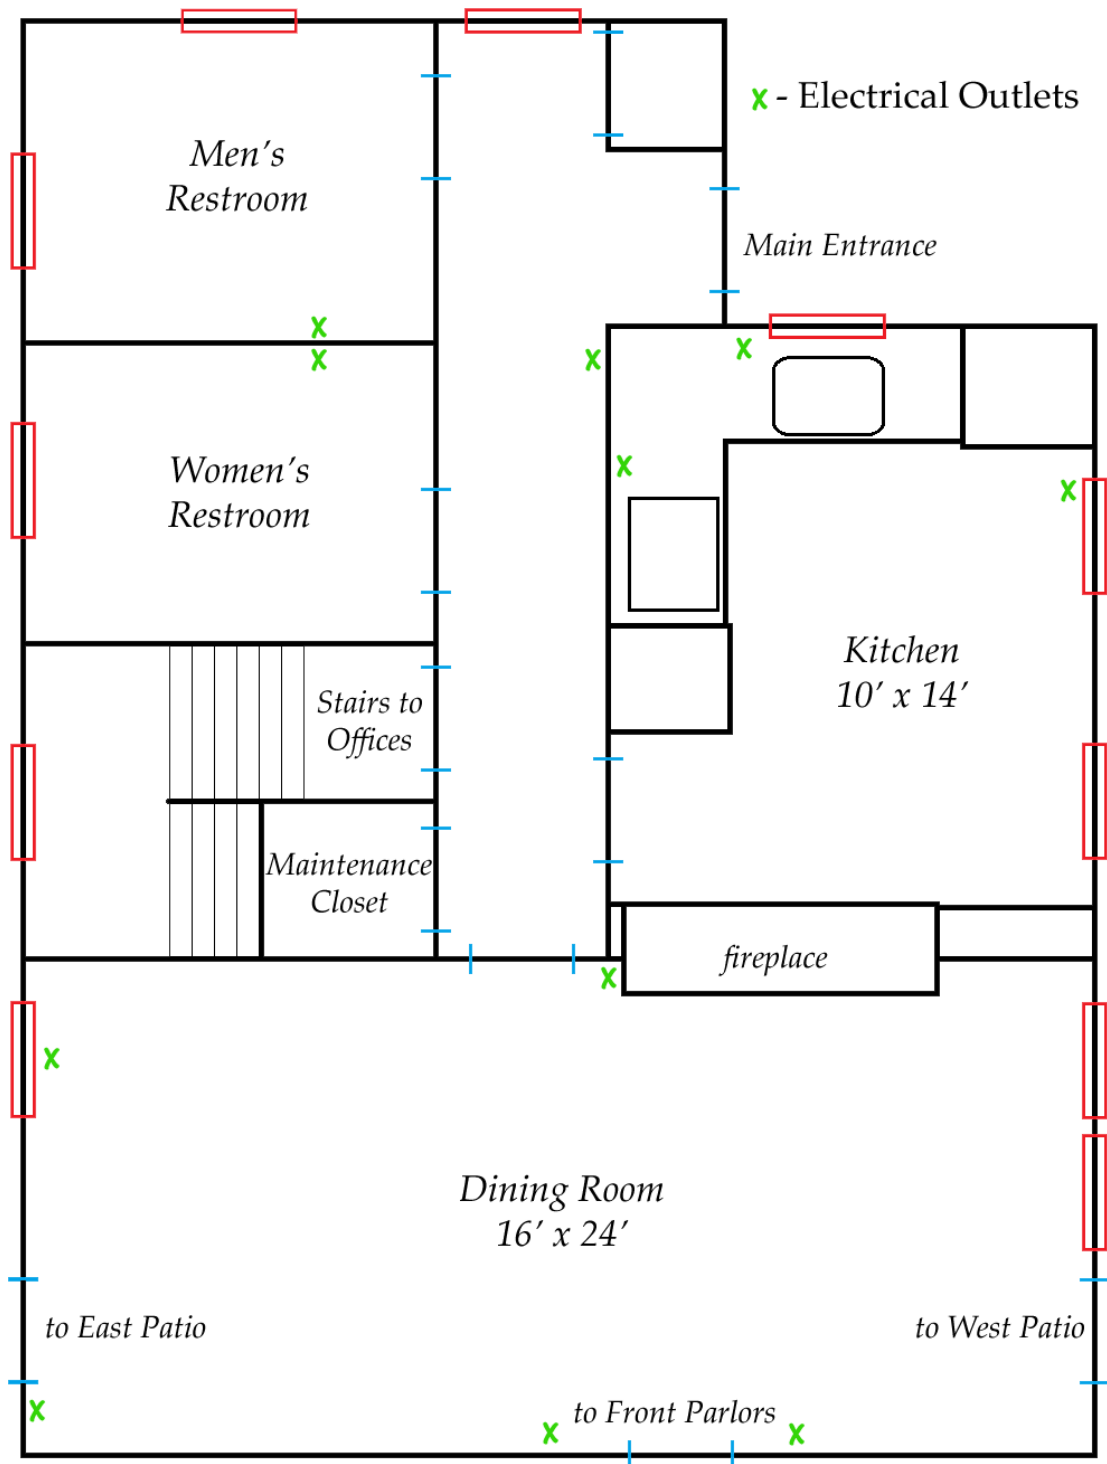 Men's
Restroom
x - Electrical Outlets
Main Entrance
Women's
Restroom
Kitchen
10' x 14'
Stairs to
Offices
Maintenance
Closet
fireplace
Dining Room
16' x 24'
to East Patio
to West Patio
to Front Parlors